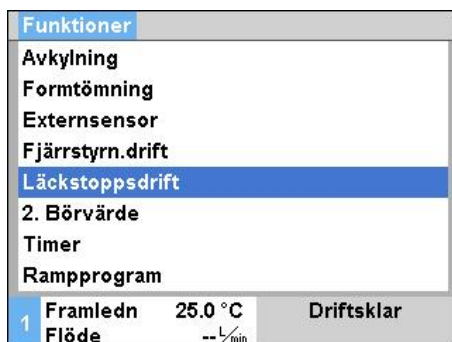 Funktioner
Avkylning
Formtömning
Externsensor
Fjärrstyrn.drift
Läckstoppsdrift
2. Börvärde
Timer
Rampprogram
1 Framledn 25.0 °C Driftsklar
Flöde -- L/min